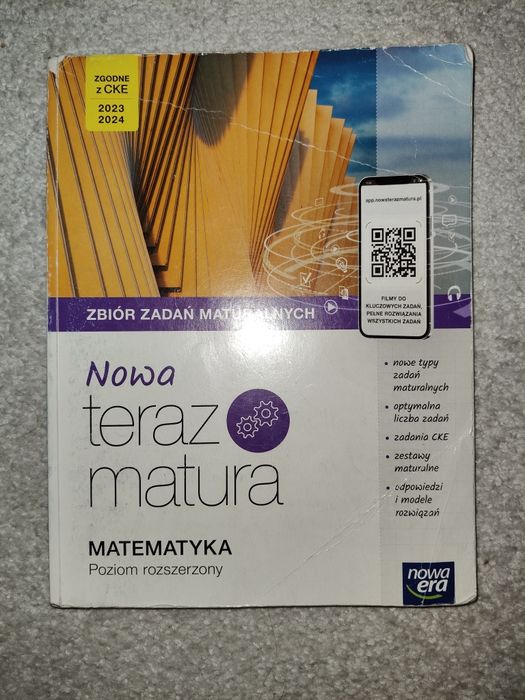 ZGODNE
z CKE
2023
2024
app.nowaterazmatura.pl
FILMY DO
KLUCZOWYCH ZADAŃ,
PEŁNE ROZWIĄZANIA
WSZYSTKICH ZADAŃ
ZBIÓR ZADAŃ MATURALNYCH
Nowa
teraz
matura
MATEMATYKA
Poziom rozszerzony
• nowe typy
zadań
maturalnych
• optymalna
liczba zadań
• zadania CKE
• zestawy
maturalne
• odpowiedzi
i modele
rozwiązań
nowa
era